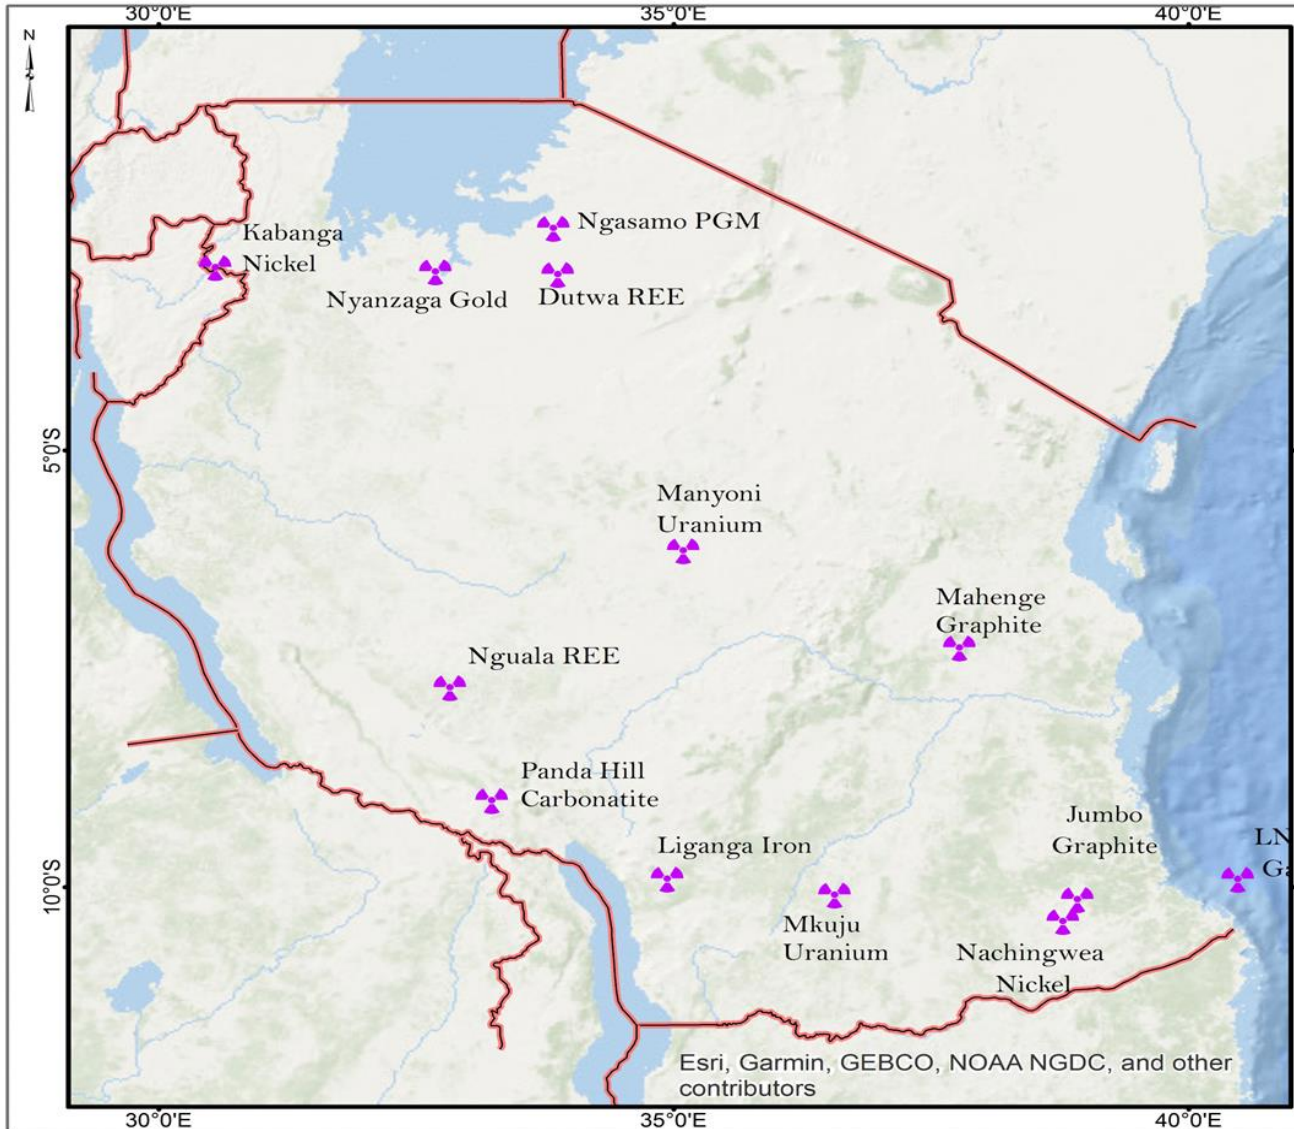 30°0'E 35°0'E 40°0'E
N
Kabanga
Nickel
Ngasamo PGM
Nyanzaga Gold
Dutwa REE
5°0'S
Manyoni
Uranium
Mahenge
Graphite
Nguala REE
Panda Hill
Carbonatite
Jumbo
Graphite
Liganga Iron
LN
Ga
10°0'S
Mkuju
Uranium
Nachingwea
Nickel
Esri, Garmin, GEBCO, NOAA NGDC, and other
contributors
30°0'E 35°0'E 40°0'E